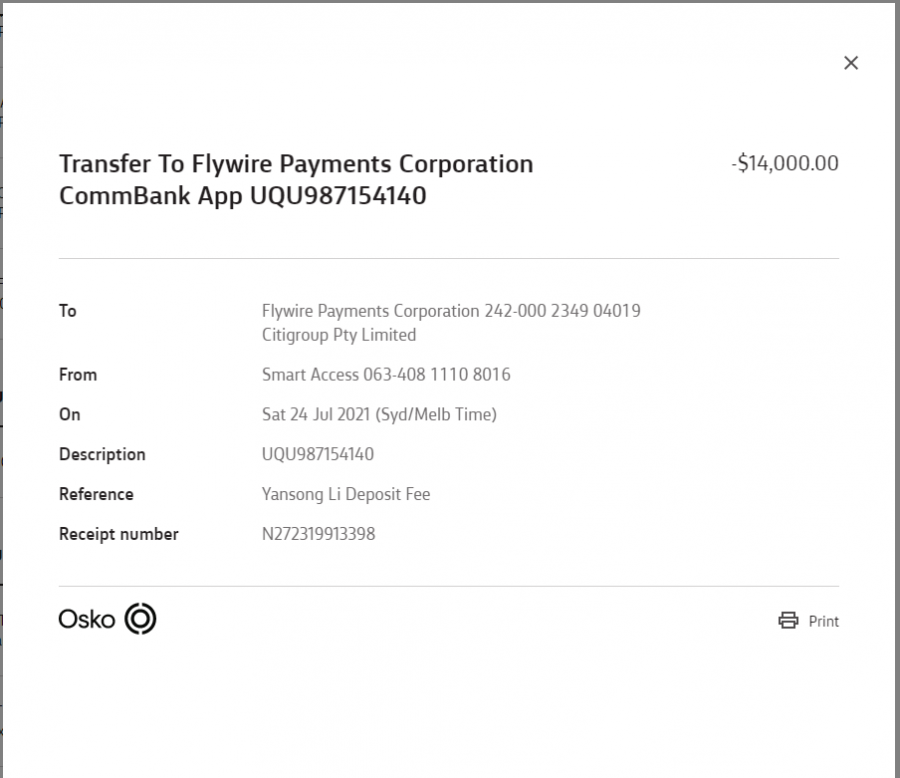 Transfer To Flywire Payments Corporation
-$14,000.00
CommBank App UQU987154140
To
Flywire Payments Corporation 242-000 2349 04019
Citigroup Pty Limited
From
Smart Access 063-408 1110 8016
On
Sat 24 Jul 2021 (Syd/Melb Time)
Description
UQU987154140
Reference
Yansong Li Deposit Fee
Receipt number
N272319913398
Osko
Print